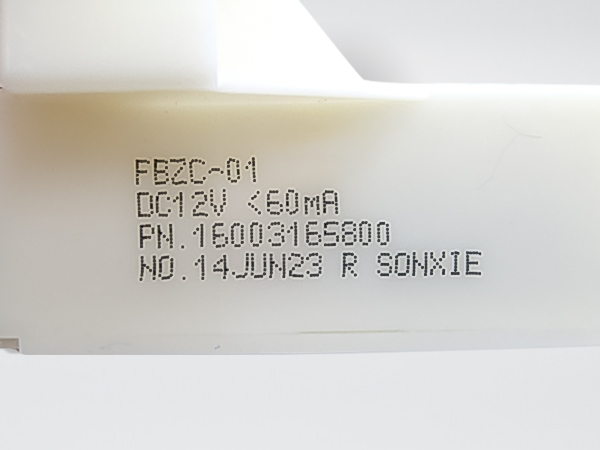 FBZC-01
DC12V <60mA
PN.16003165800
NO.14JUN23 R SONXIE